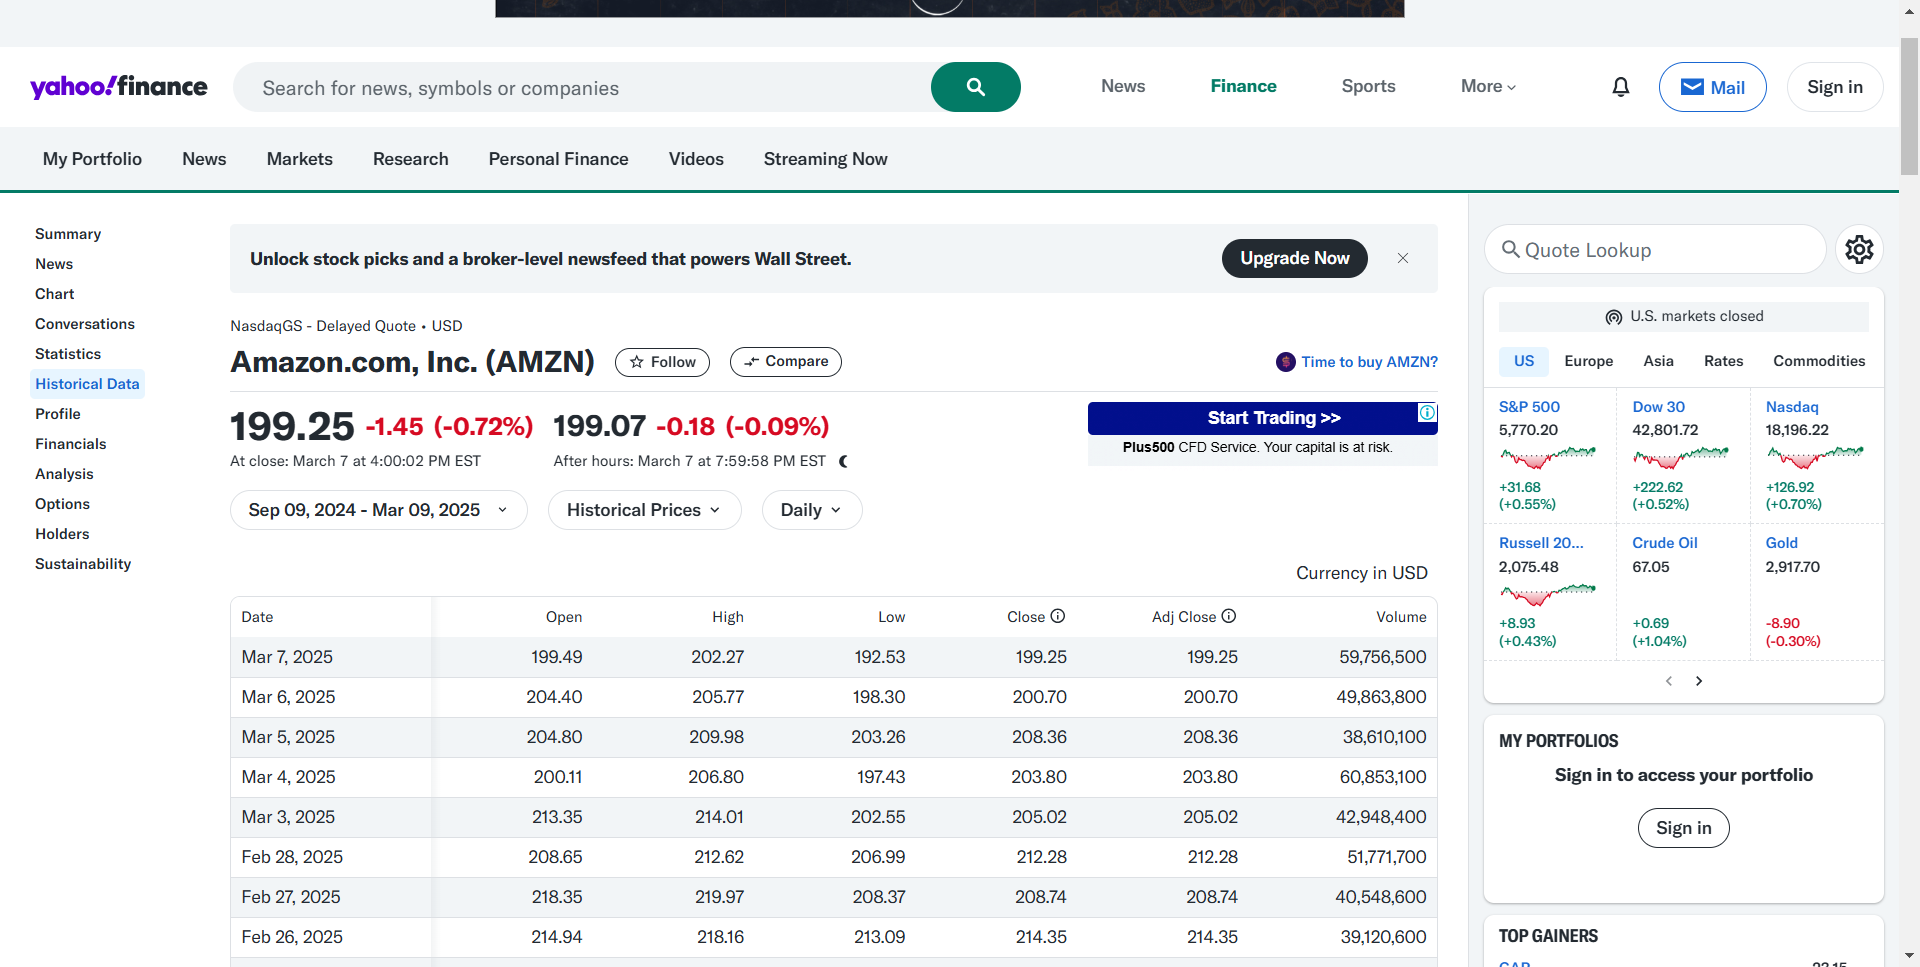 yahoo!finance
Search for news, symbols or companies
News Finance Sports More
Mail Sign in
My Portfolio News Markets Research Personal Finance Videos Streaming Now
Summary
News
Chart
Conversations
Statistics
Historical Data
Profile
Financials
Analysis
Options
Holders
Sustainability
Unlock stock picks and a broker-level newsfeed that powers Wall Street. Upgrade Now
NasdaqGS - Delayed Quote • USD
Amazon.com, Inc. (AMZN) Follow Compare Time to buy AMZN?
199.25 -1.45 (-0.72%) 199.07 -0.18 (-0.09%)
At close: March 7 at 4:00:02 PM EST After hours: March 7 at 7:59:58 PM EST
Start Trading >>
Plus500 CFD Service. Your capital is at risk.
Sep 09, 2024 - Mar 09, 2025 Historical Prices Daily
Currency in USD
Date Open High Low Close Adj Close Volume
Mar 7, 2025 199.49 202.27 192.53 199.25 199.25 59,756,500
Mar 6, 2025 204.40 205.77 198.30 200.70 200.70 49,863,800
Mar 5, 2025 204.80 209.98 203.26 208.36 208.36 38,610,100
Mar 4, 2025 200.11 206.80 197.43 203.80 203.80 60,853,100
Mar 3, 2025 213.35 214.01 202.55 205.02 205.02 42,948,400
Feb 28, 2025 208.65 212.62 206.99 212.28 212.28 51,771,700
Feb 27, 2025 218.35 219.97 208.37 208.74 208.74 40,548,600
Feb 26, 2025 214.94 218.16 213.09 214.35 214.35 39,120,600
Quote Lookup
U.S. markets closed
US Europe Asia Rates Commodities
S&P 500 Dow 30 Nasdaq
5,770.20 42,801.72 18,196.22
+31.68 +222.62 +126.92
(+0.55%) (+0.52%) (+0.70%)
Russell 20... Crude Oil Gold
2,075.48 67.05 2,917.70
+8.93 +0.69 -8.90
(+0.43%) (+1.04%) (-0.30%)
MY PORTFOLIOS
Sign in to access your portfolio
Sign in
TOP GAINERS